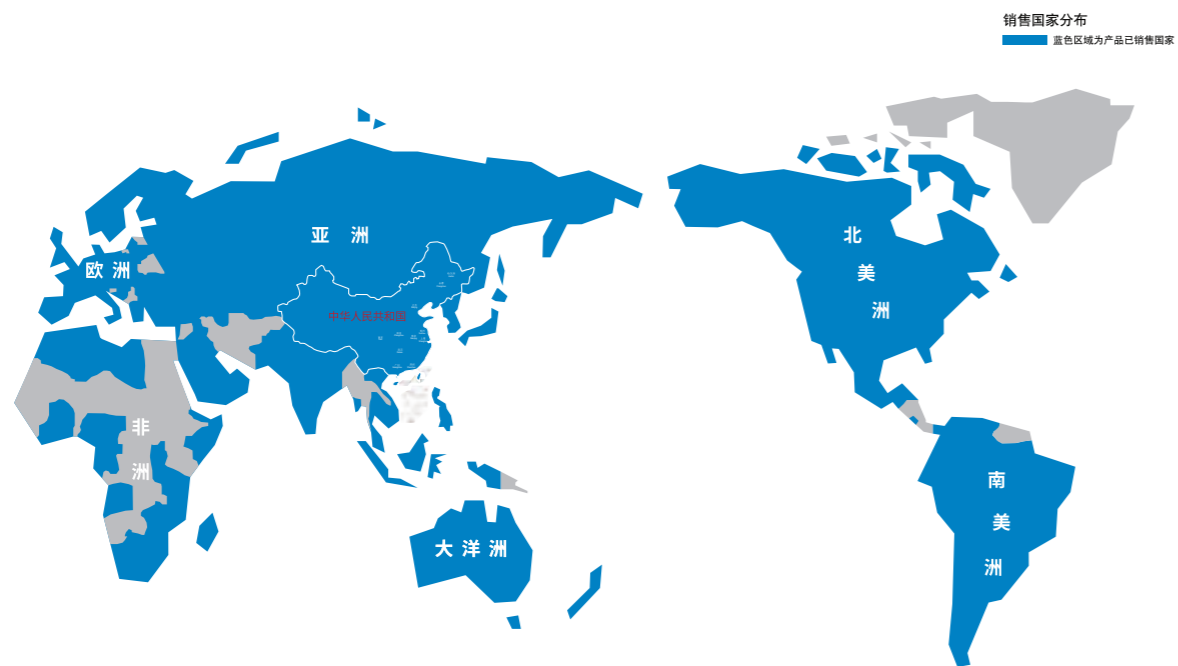 销售国家分布
蓝色区域为产品已销售国家
亚 洲
欧 洲
中华人民共和国
非
洲
大 洋 洲
北
美
洲
南
美
洲